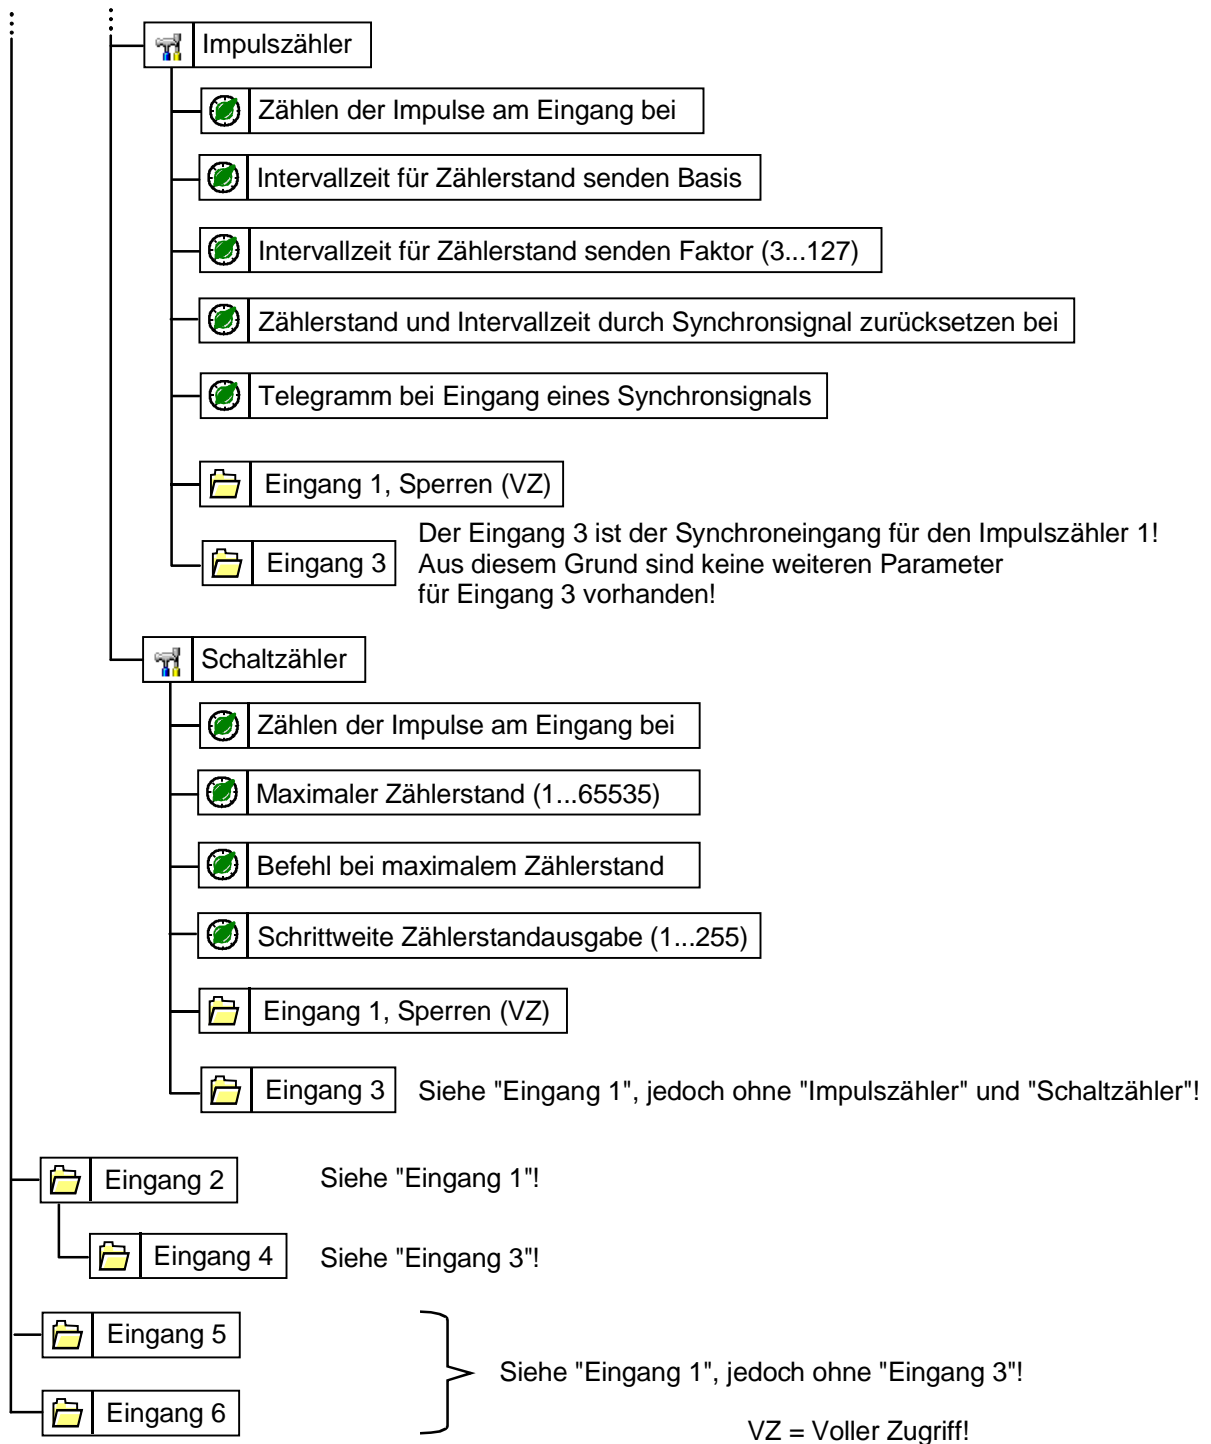 Impulszähler
Zählen der Impulse am Eingang bei
Intervallzeit für Zählerstand senden Basis
Intervallzeit für Zählerstand senden Faktor (3...127)
Zählerstand und Intervallzeit durch Synchronsignal zurücksetzen bei
Telegramm bei Eingang eines Synchronsignals
Eingang 1, Sperren (VZ)
Eingang 3
Der Eingang 3 ist der Synchroneingang für den Impulszähler 1!
Aus diesem Grund sind keine weiteren Parameter
für Eingang 3 vorhanden!
Schaltzähler
Zählen der Impulse am Eingang bei
Maximaler Zählerstand (1...65535)
Befehl bei maximalem Zählerstand
Schrittweite Zählerstandausgabe (1...255)
Eingang 1, Sperren (VZ)
Eingang 3
Siehe "Eingang 1", jedoch ohne "Impulszähler" und "Schaltzähler"!
Eingang 2
Siehe "Eingang 1"!
Eingang 4
Siehe "Eingang 3"!
Eingang 5
Siehe "Eingang 1", jedoch ohne "Eingang 3"!
Eingang 6
VZ = Voller Zugriff!